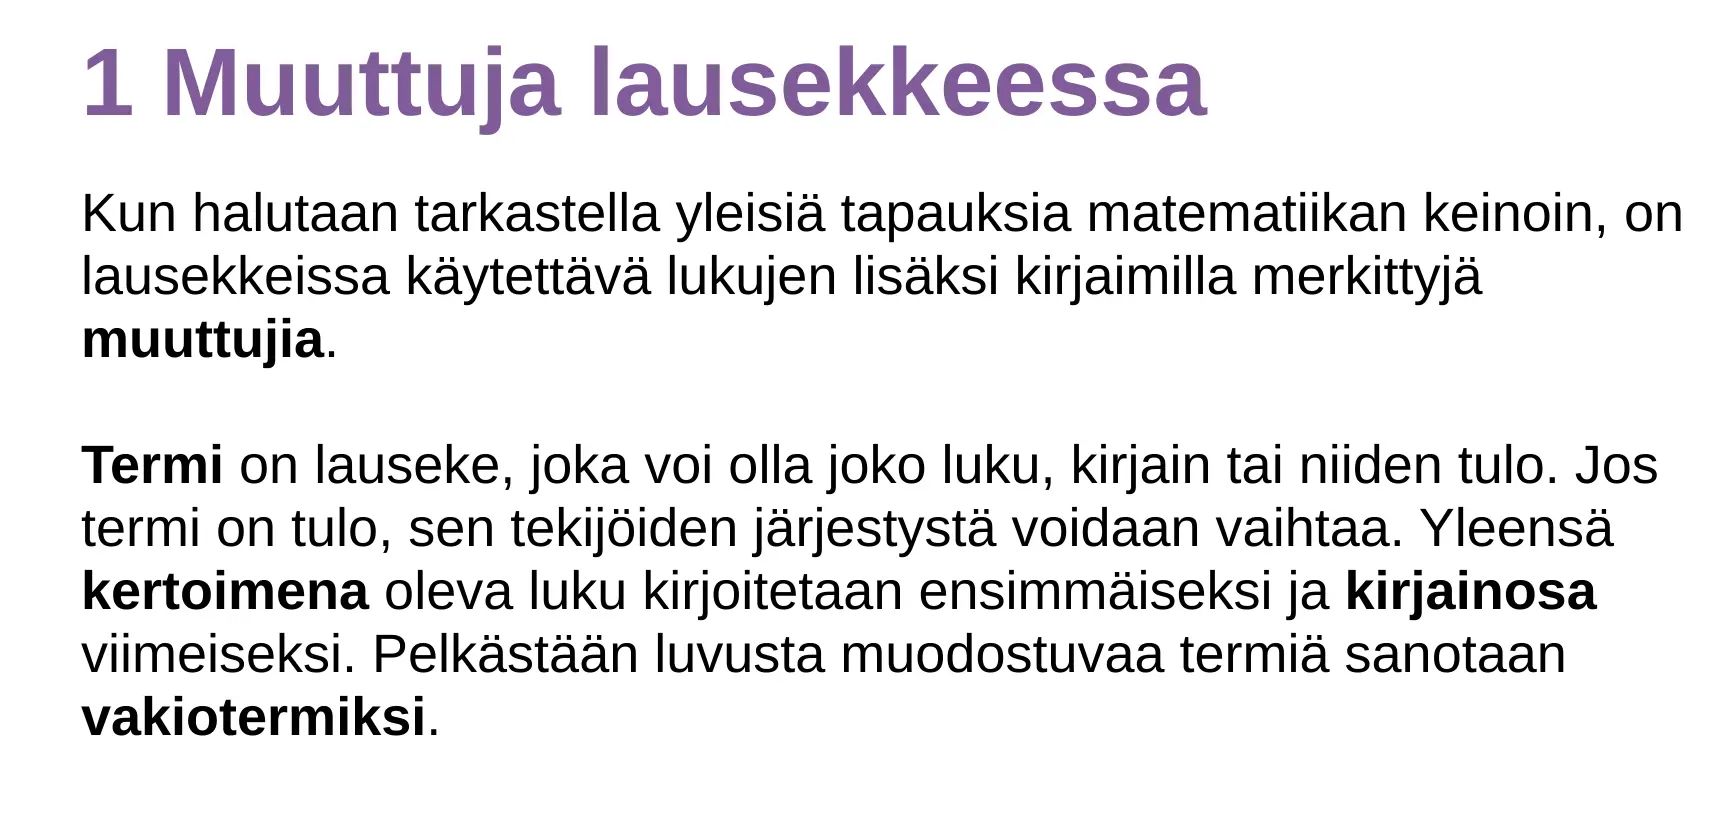 1 Muuttuja lausekkeessa
Kun halutaan tarkastella yleisiä tapauksia matematiikan keinoin, on
lausekkeissa käytettävä lukujen lisäksi kirjaimilla merkittyjä
muuttujia.
Termi on lauseke, joka voi olla joko luku, kirjain tai niiden tulo. Jos
termi on tulo, sen tekijöiden järjestystä voidaan vaihtaa. Yleensä
kertoimena oleva luku kirjoitetaan ensimmäiseksi ja kirjainosa
viimeiseksi. Pelkästään luvusta muodostuvaa termiä sanotaan
vakiotermiksi.